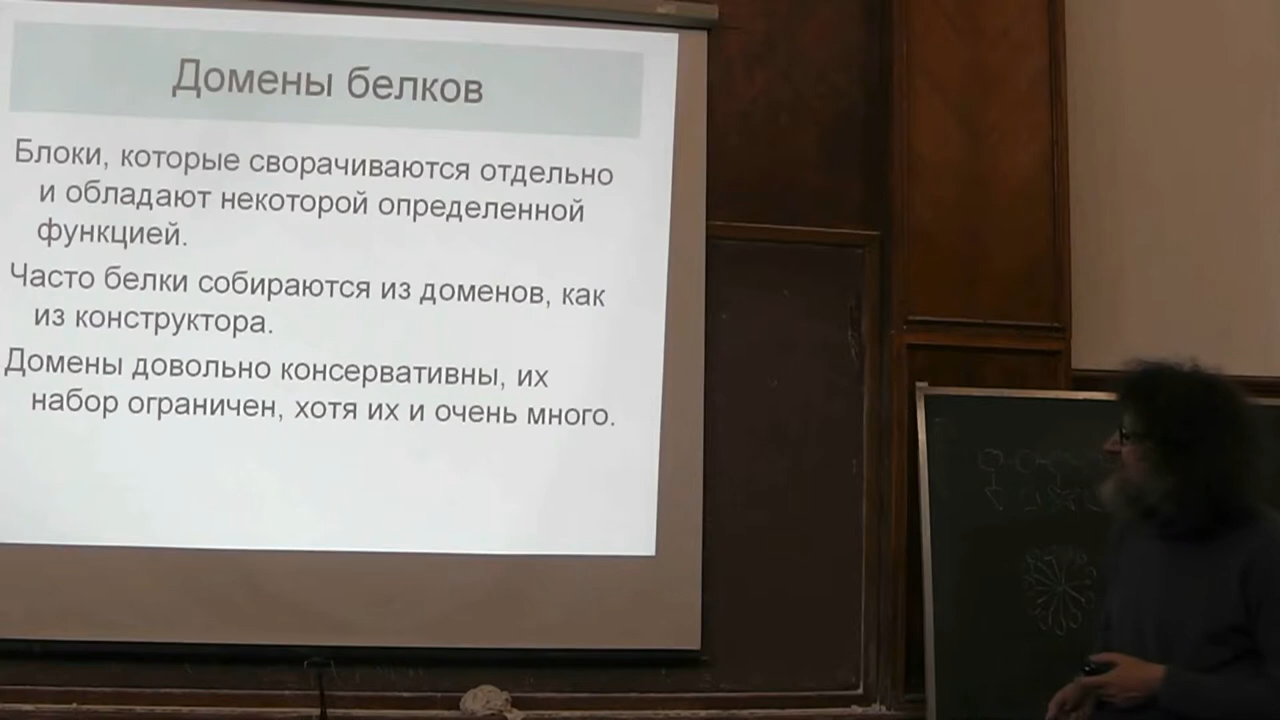 Домены белков
Блоки, которые сворачиваются отдельно
и обладают некоторой определенной
функцией.
Часто белки собираются из доменов, как
из конструктора.
Домены довольно консервативны, их
набор ограничен, хотя их и очень много.